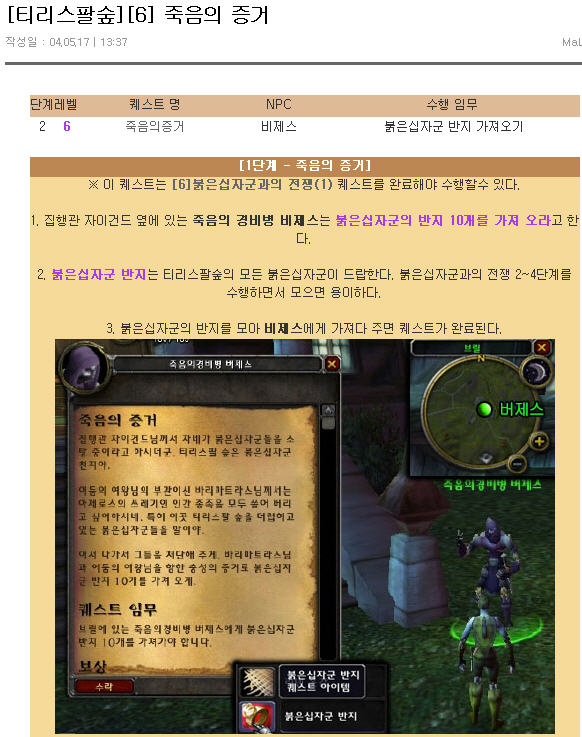 [티리스팔숲][6] 죽음의 증거
작성일 : 04,05,17 | 13:37
MaL
단계레벨 퀘스트 명 NPC 수행 임무
2 6 죽음의증거 비제스 붉은십자군 반지 가져오기
[1단계 - 죽음의 증거]
※ 이 퀘스트는 [6]붉은십자군과의 전쟁(1) 퀘스트를 완료해야 수행할수 있다.
1. 집행관 자이건드 옆에 있는 죽음의 경비병 비제스는 붉은십자군의 반지 10개를 가져 오라고 한
다.
2. 붉은십자군 반지는 티리스팔숲의 모든 붉은십자군이 드랍한다. 붉은십자군과의 전쟁 2~4단계를
수행하면서 모으면 용이하다.
3. 붉은십자군의 반지를 모아 비제스에게 가져다 주면 퀘스트가 완료된다.
죽음의경비병 버제스
브릴
N
버제스
죽음의경비병 버제스
죽음의 증거
집행관 자이건드님께서 자네가 붉은십자군들을 소
탕 중이라고 하시더군. 티리스팔 숲은 붉은십자군
천지야.
어둠의 여왕님의 부관이신 바리마트라스님께서는
아제로스의 쓰레기인 인간 종족을 모두 쓸어 버리
고 싶어하시네. 특히 이곳 티리스팔 숲을 더럽히고
있는 붉은십자군들을 말이야.
어서 나가서 그들을 처단해 주게. 바리마트라스님
과 어둠의 여왕님을 향한 충성의 증거로 붉은십자
군 반지 10개를 가져 오게.
퀘스트 임무
브릴에 있는 죽음의경비병 버제스에게 붉은십자군
반지 10개를 가져가야 합니다.
보상
수락
붉은십자군 반지
퀘스트 아이템
붉은십자군 반지